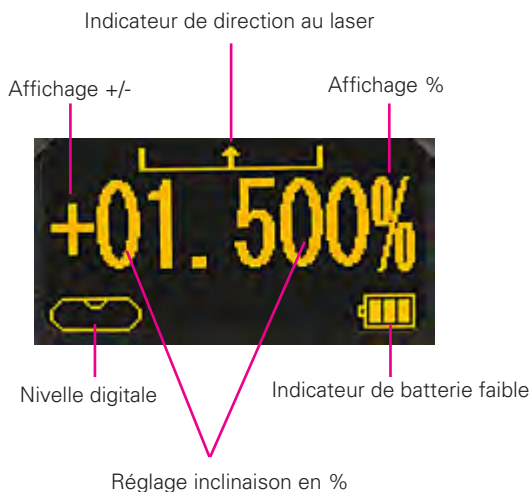 Indicateur de direction au laser
Affichage +/-
Affichage %
+01. 500%
Nivelle digitale
Indicateur de batterie faible
Réglage inclinaison en %